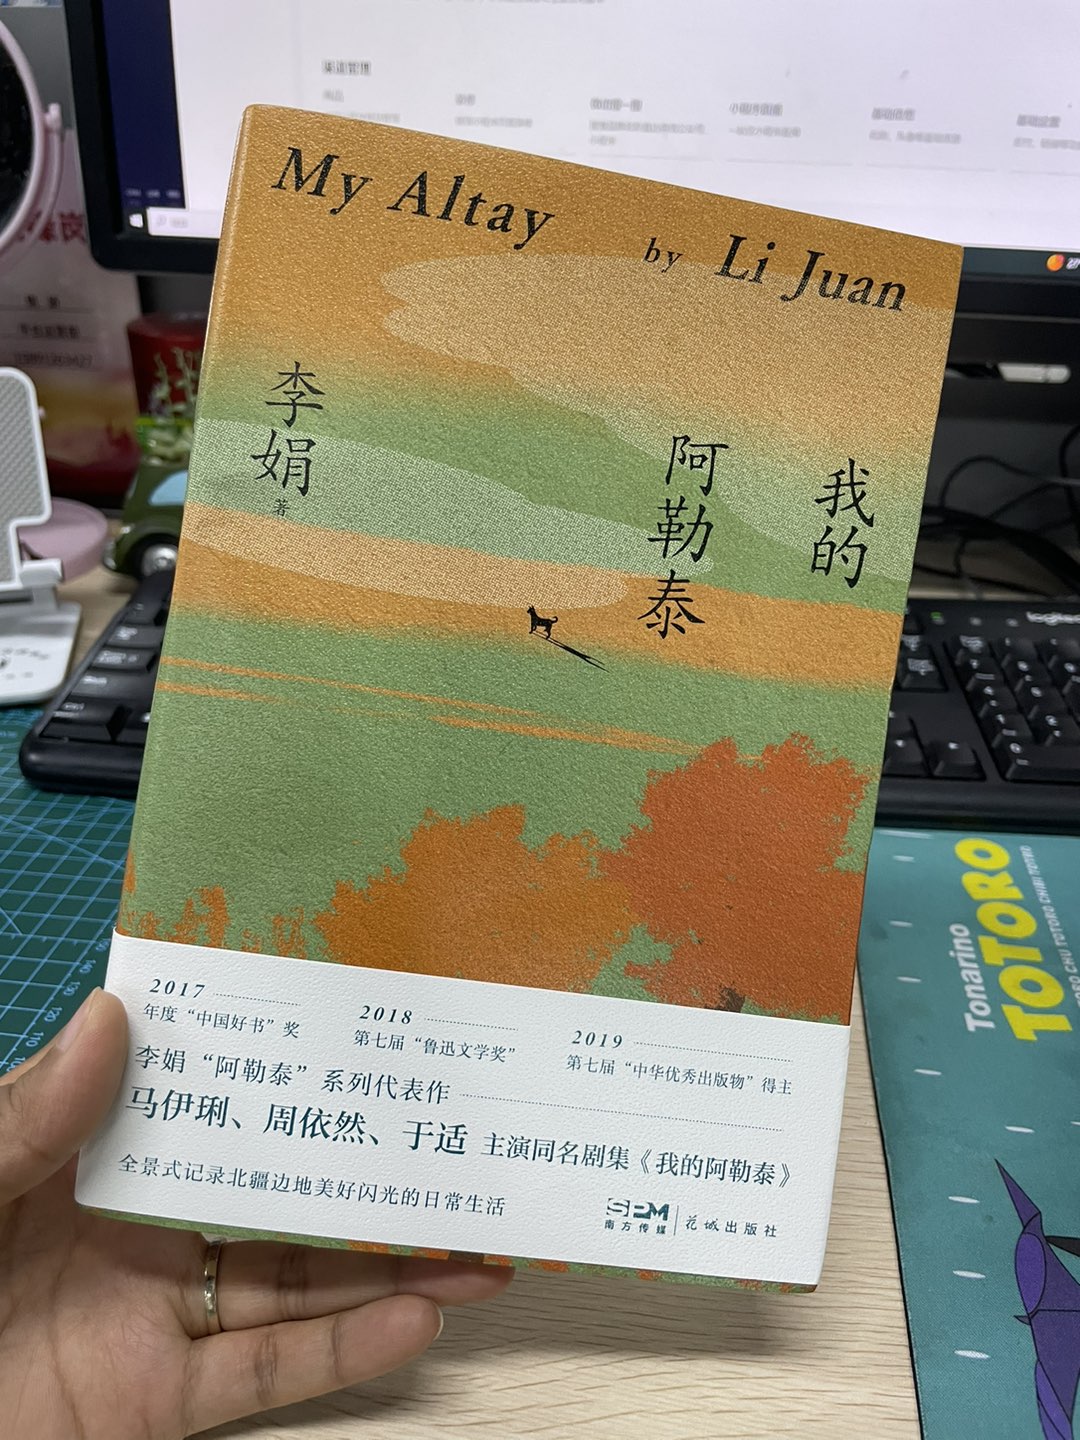 渠道管理
My Altay
by Li Juan
我的
阿勒泰
李娟
著
2017
年度“中国好书”奖
2018
第七届“鲁迅文学奖”
2019
第七届“中华优秀出版物”得主
李娟“阿勒泰”系列代表作
马伊琍、周依然、于适 主演同名剧集《我的阿勒泰》
全景式记录北疆边地美好闪光的日常生活
SPM
南方传媒
花城出版社
logitech
Tonarino
TOTORO